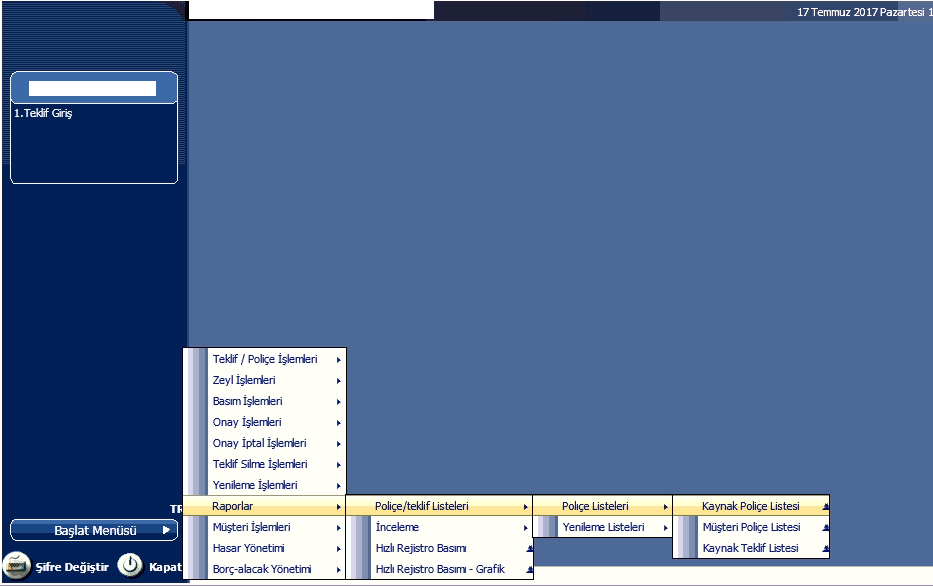 17 Temmuz 2017 Pazartesi 1
1.Teklif Giriş
Teklif / Poliçe İşlemleri
Zeyl İşlemleri
Basım İşlemleri
Onay İşlemleri
Onay İptal İşlemleri
Teklif Silme İşlemleri
Yenileme İşlemleri
TR
Raporlar
Müşteri İşlemleri
Hasar Yönetimi
Borç-alacak Yönetimi
Poliçe/teklif Listeleri
İnceleme
Hızlı Rejistro Basımı
Hızlı Rejistro Basımı - Grafik
Poliçe Listeleri
Yenileme Listeleri
Kaynak Poliçe Listesi
Müşteri Poliçe Listesi
Kaynak Teklif Listesi
Başlat Menüsü
Şifre Değiştir
Kapat